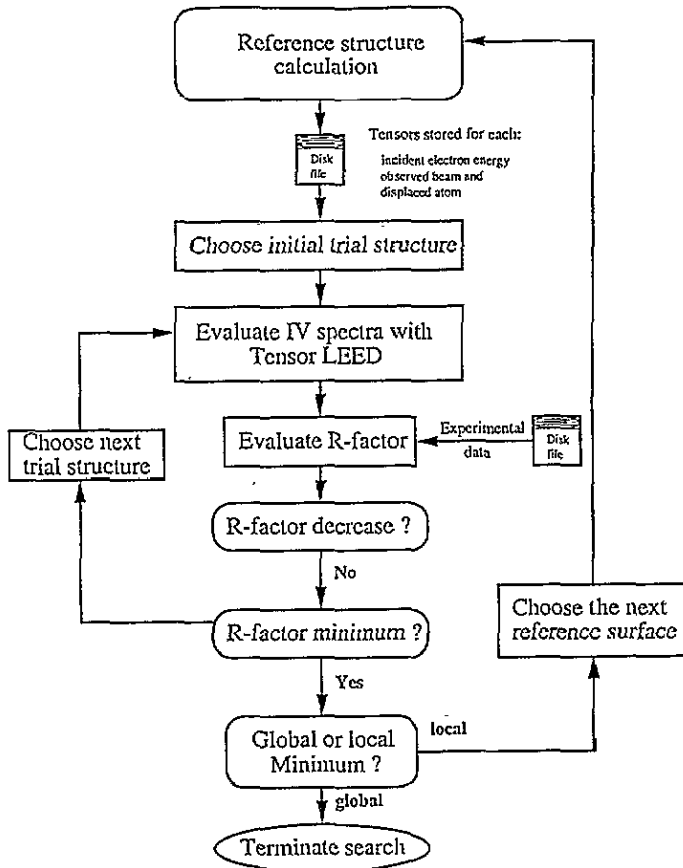 Reference structure
calculation
Tensors stored for each:
Disk
file
incident electron energy
observed beam and
displaced atom
Choose initial trial structure
Evaluate IV spectra with
Tensor LEED
Choose next
trial structure
Evaluate R-factor
Experimental
data
Disk
file
R-factor decrease ?
No
R-factor minimum ?
Choose the next
reference surface
Yes
Global or local
Minimum ?
local
global
Terminate search